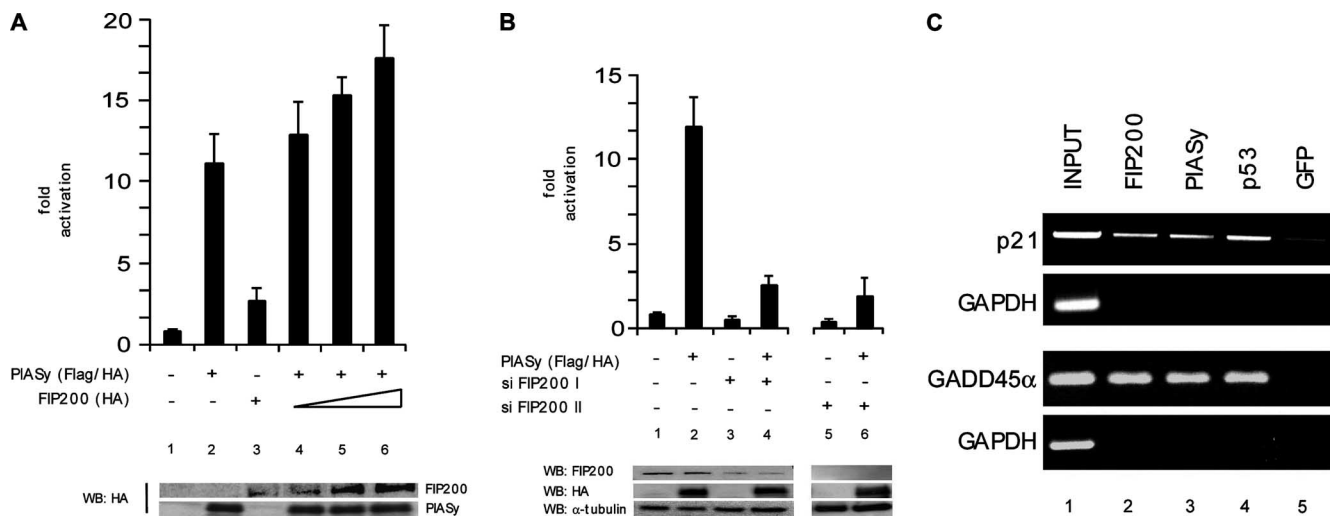 A
20
15
10
5
0
fold
activation
PIASy (Flag/HA) - + - + + +
FIP200 (HA) - - +
1 2 3 4 5 6
WB: HA
FIP200
PIASy
B
15
10
5
0
fold
activation
PIASy (Flag/HA) - + - + - +
si FIP200 I - - + + - -
si FIP200 II - - - - + +
1 2 3 4 5 6
WB: FIP200
WB: HA
WB: α-tubulin
C
INPUT FIP200 PIASy p53 GFP
p21
GAPDH
GADD45α
GAPDH
1 2 3 4 5